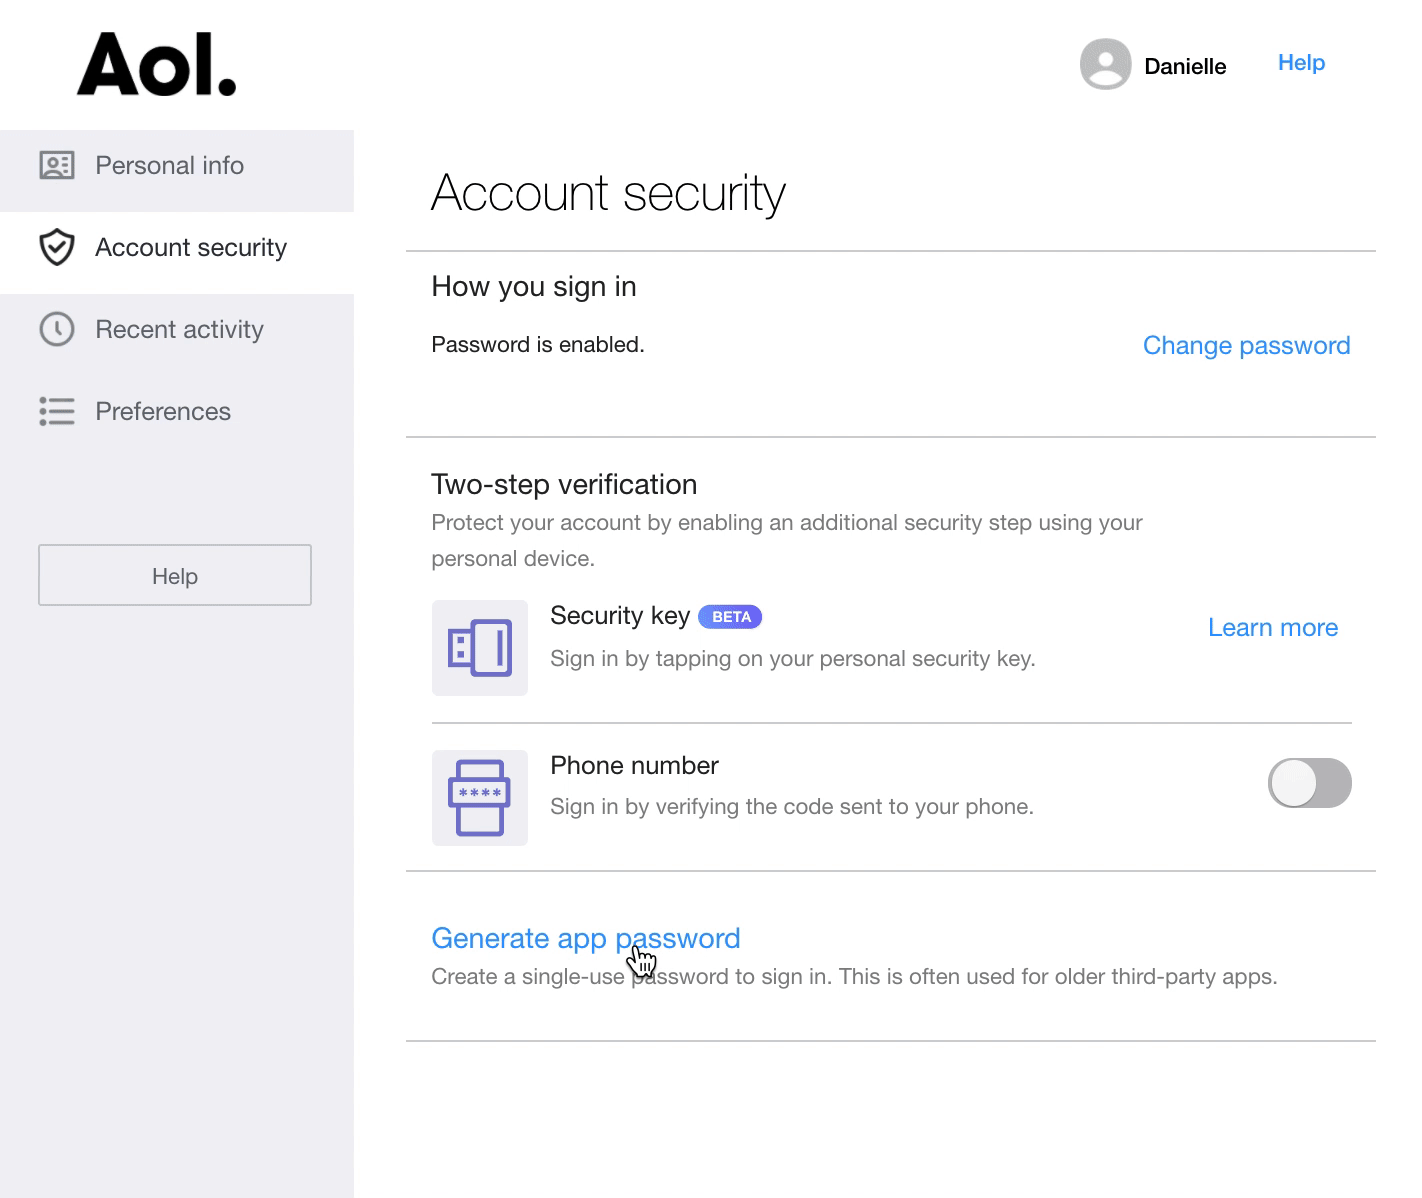 Aol.
Danielle
Help
Personal info
Account security
Recent activity
Preferences
Help
Account security
How you sign in
Password is enabled.
Change password
Two-step verification
Protect your account by enabling an additional security step using your
personal device.
Security key BETA
Learn more
Sign in by tapping on your personal security key.
Phone number
****
Sign in by verifying the code sent to your phone.
Generate app password
Create a single-use password to sign in. This is often used for older third-party apps.